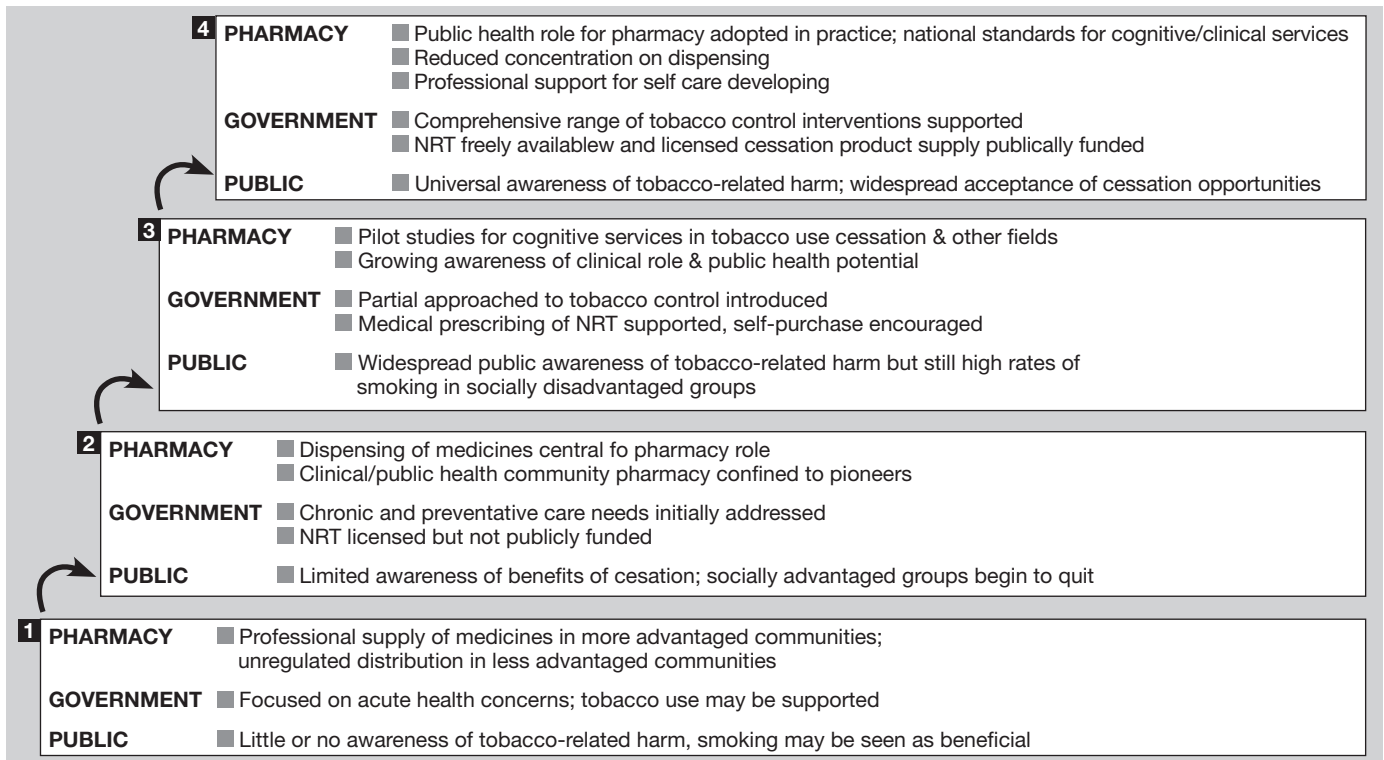 4 PHARMACY ■ Public health role for pharmacy adopted in practice; national standards for cognitive/clinical services
■ Reduced concentration on dispensing
■ Professional support for self care developing
GOVERNMENT ■ Comprehensive range of tobacco control interventions supported
■ NRT freely availablew and licensed cessation product supply publically funded
PUBLIC ■ Universal awareness of tobacco-related harm; widespread acceptance of cessation opportunities
3 PHARMACY ■ Pilot studies for cognitive services in tobacco use cessation & other fields
■ Growing awareness of clinical role & public health potential
GOVERNMENT ■ Partial approached to tobacco control introduced
■ Medical prescribing of NRT supported, self-purchase encouraged
PUBLIC ■ Widespread public awareness of tobacco-related harm but still high rates of
smoking in socially disadvantaged groups
2 PHARMACY ■ Dispensing of medicines central fo pharmacy role
■ Clinical/public health community pharmacy confined to pioneers
GOVERNMENT ■ Chronic and preventative care needs initially addressed
■ NRT licensed but not publicly funded
PUBLIC ■ Limited awareness of benefits of cesation; socially advantaged groups begin to quit
1 PHARMACY ■ Professional supply of medicines in more advantaged communities;
unregulated distribution in less advantaged communities
GOVERNMENT ■ Focused on acute health concerns; tobacco use may be supported
PUBLIC ■ Little or no awareness of tobacco-related harm, smoking may be seen as beneficial